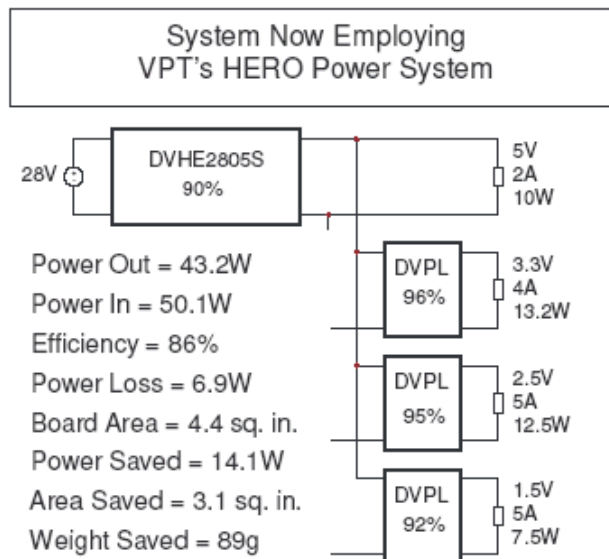 System Now Employing
VPT's HERO Power System
28V
DVHE2805S
90%
5V
2A
10W
Power Out = 43.2W
Power In = 50.1W
Efficiency = 86%
Power Loss = 6.9W
Board Area = 4.4 sq. in.
Power Saved = 14.1W
Area Saved = 3.1 sq. in.
Weight Saved = 89g
DVPL
96%
3.3V
4A
13.2W
DVPL
95%
2.5V
5A
12.5W
DVPL
92%
1.5V
5A
7.5W